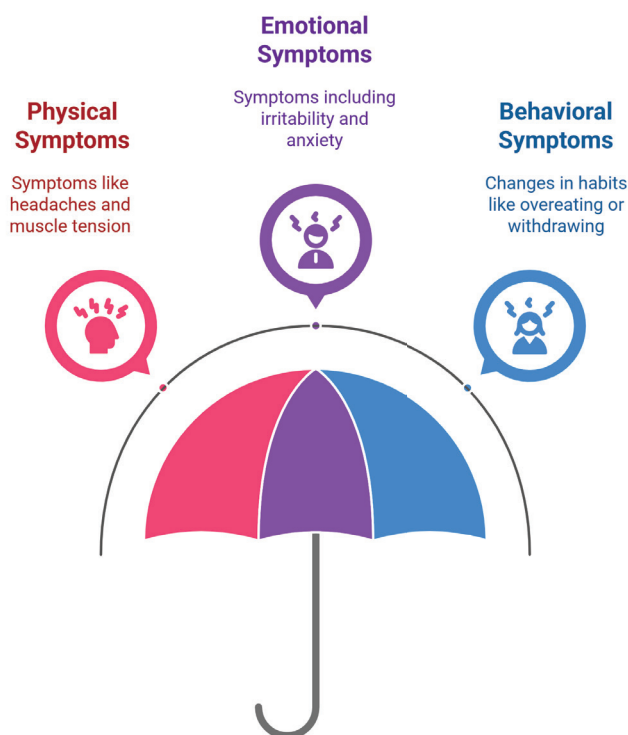 Emotional
Symptoms
Symptoms including
irritability and
anxiety
Physical
Symptoms
Symptoms like
headaches and
muscle tension
Behavioral
Symptoms
Changes in habits
like overeating or
withdrawing